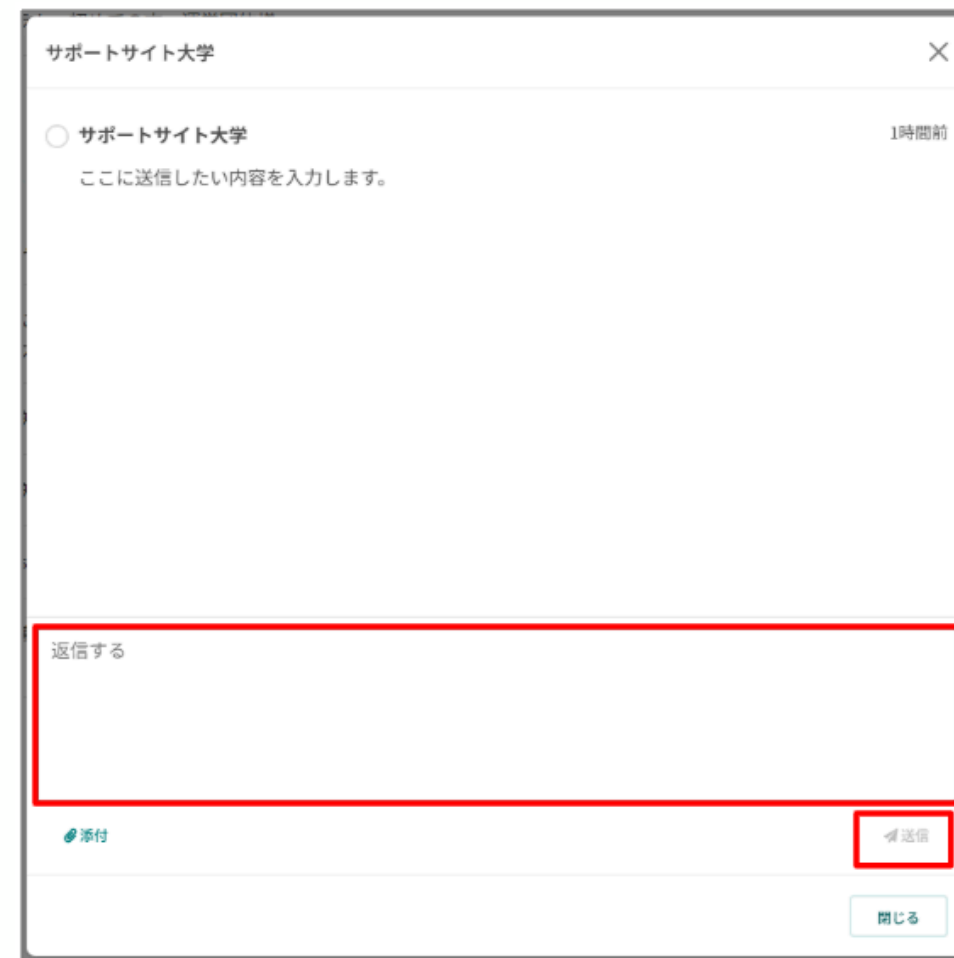 サポートサイト大学
サポートサイト大学
1時間前
ここに送信したい内容を入力します。
返信する
添付
送信
閉じる